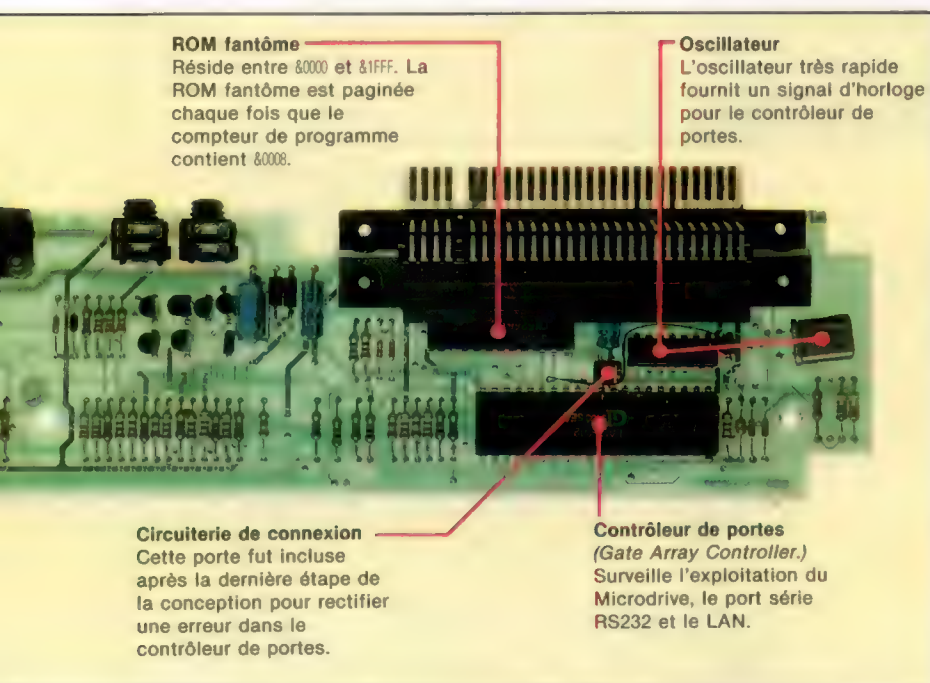 ROM fantôme
Réside entre &0000 et &1FFF. La
ROM fantôme est paginée
chaque fois que le
compteur de programme
contient &0008.
Oscillateur
L'oscillateur très rapide
fournit un signal d'horloge
pour le contrôleur de
portes.
Circuiterie de connexion
Cette porte fut incluse
après la dernière étape de
la conception pour rectifier
une erreur dans le
contrôleur de portes.
Contrôleur de portes
(Gate Array Controller.)
Surveille l'exploitation du
Microdrive, le port série
RS232 et le LAN.